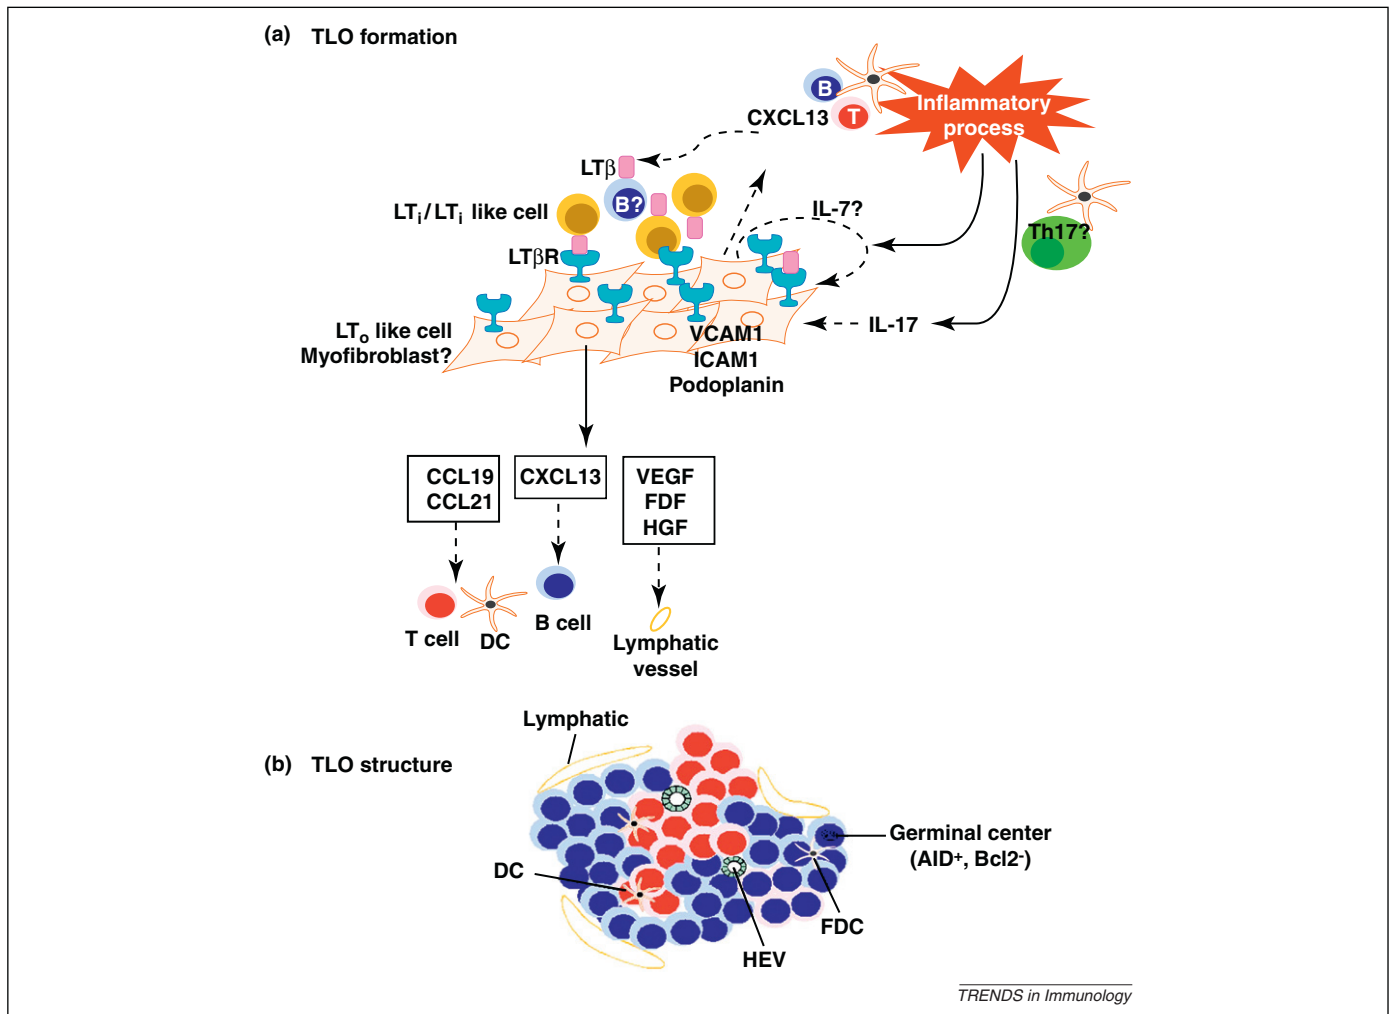 (a) TLO formation
B
T
CXCL13
Inflammatory
process
LTβ
B?
LTi/LTi like cell
IL-7?
Th17?
LTβR
IL-17
LTo like cell
Myofibroblast?
VCAM1
ICAM1
Podoplanin
CCL19
CCL21
CXCL13
VEGF
FDF
HGF
T cell
DC
B cell
Lymphatic
vessel
(b) TLO structure
Lymphatic
Germinal center
(AID+, Bcl2-)
DC
FDC
HEV
TRENDS in Immunology